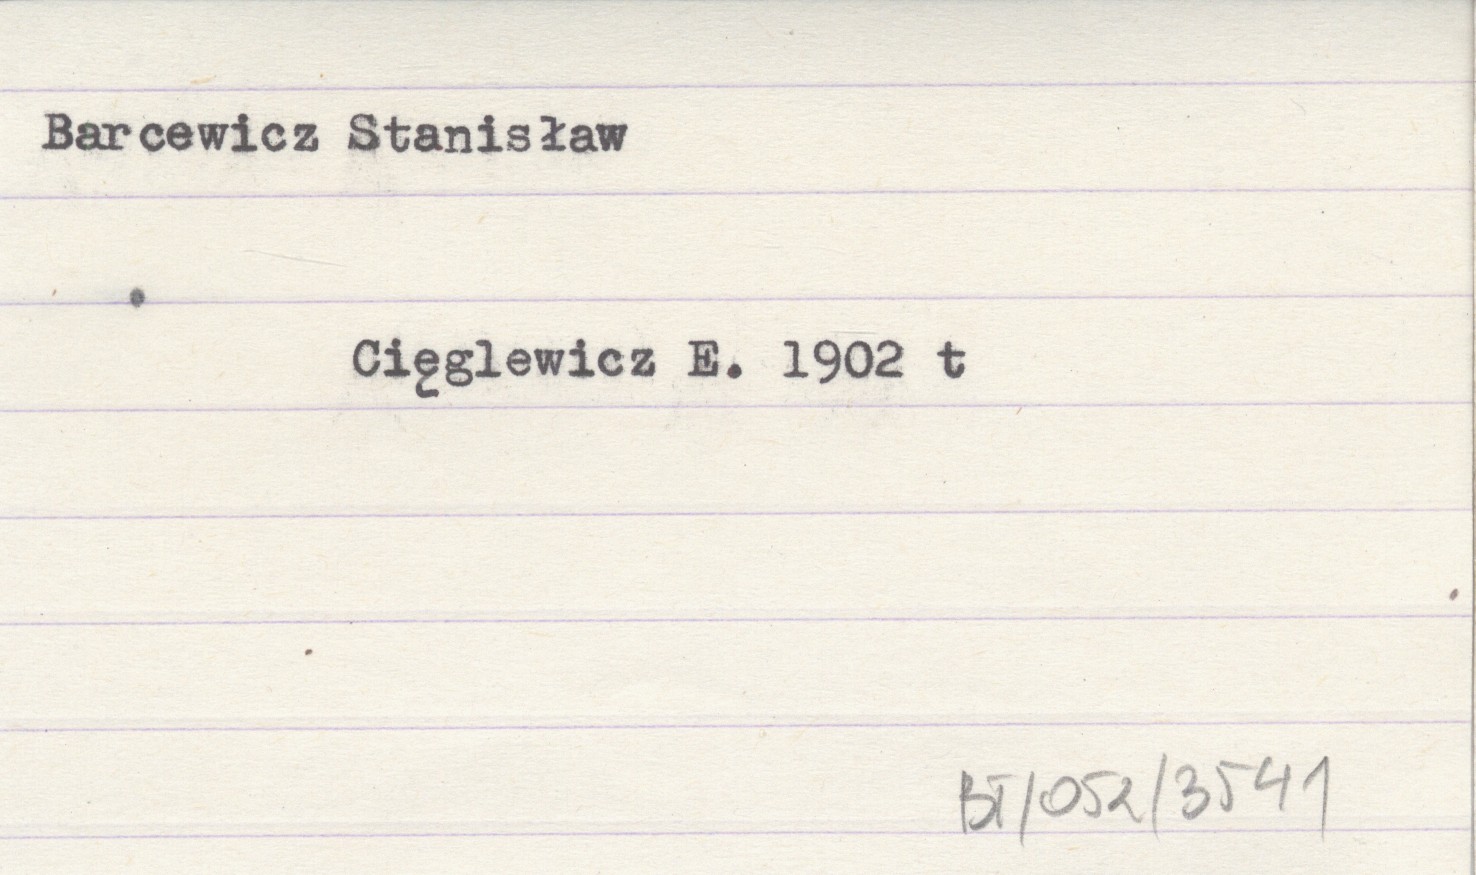 Barcewicz Stanisław
Cięglewicz E. 1902 t
BI/052/3541